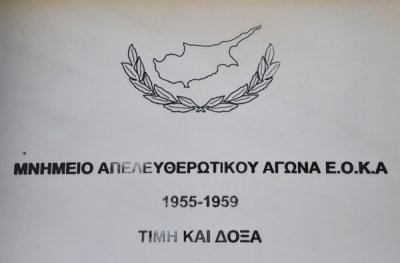 ΜΝΗΜΕΙΟ ΑΠΕΛΕΥΘΕΡΩΤΙΚΟΥ ΑΓΩΝΑ Ε.Ο.Κ.Α
1955-1959
ΤΙΜΗ ΚΑΙ ΔΟΞΑ